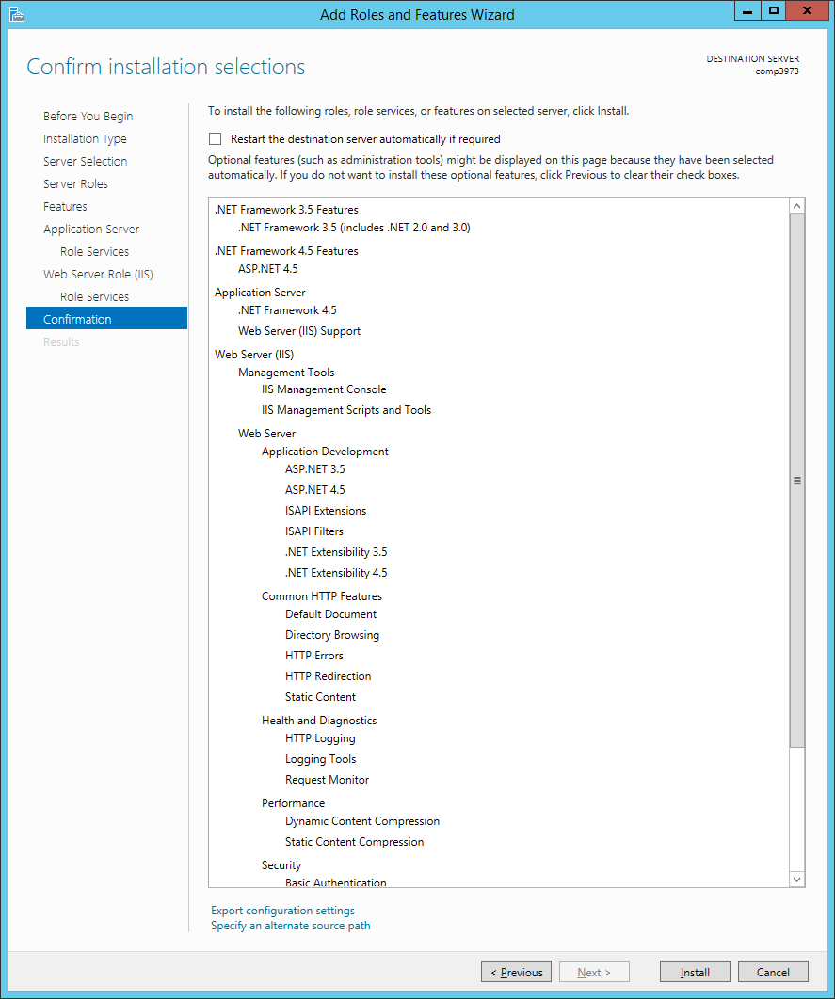 Add Roles and Features Wizard
Confirm installation selections
DESTINATION SERVER
comp3973
Before You Begin
Installation Type
Server Selection
Server Roles
Features
Application Server
Role Services
Web Server Role (IIS)
Role Services
Confirmation
Results
To install the following roles, role services, or features on selected server, click Install.
Restart the destination server automatically if required
Optional features (such as administration tools) might be displayed on this page because they have been selected
automatically. If you do not want to install these optional features, click Previous to clear their check boxes.
.NET Framework 3.5 Features
.NET Framework 3.5 (includes .NET 2.0 and 3.0)
.NET Framework 4.5 Features
ASP.NET 4.5
Application Server
.NET Framework 4.5
Web Server (IIS) Support
Web Server (IIS)
Management Tools
IIS Management Console
IIS Management Scripts and Tools
Web Server
Application Development
ASP.NET 3.5
ASP.NET 4.5
ISAPI Extensions
ISAPI Filters
.NET Extensibility 3.5
.NET Extensibility 4.5
Common HTTP Features
Default Document
Directory Browsing
HTTP Errors
HTTP Redirection
Static Content
Health and Diagnostics
HTTP Logging
Logging Tools
Request Monitor
Performance
Dynamic Content Compression
Static Content Compression
Security
Basic Authentication
Export configuration settings
Specify an alternate source path
< Previous
Next >
Install
Cancel